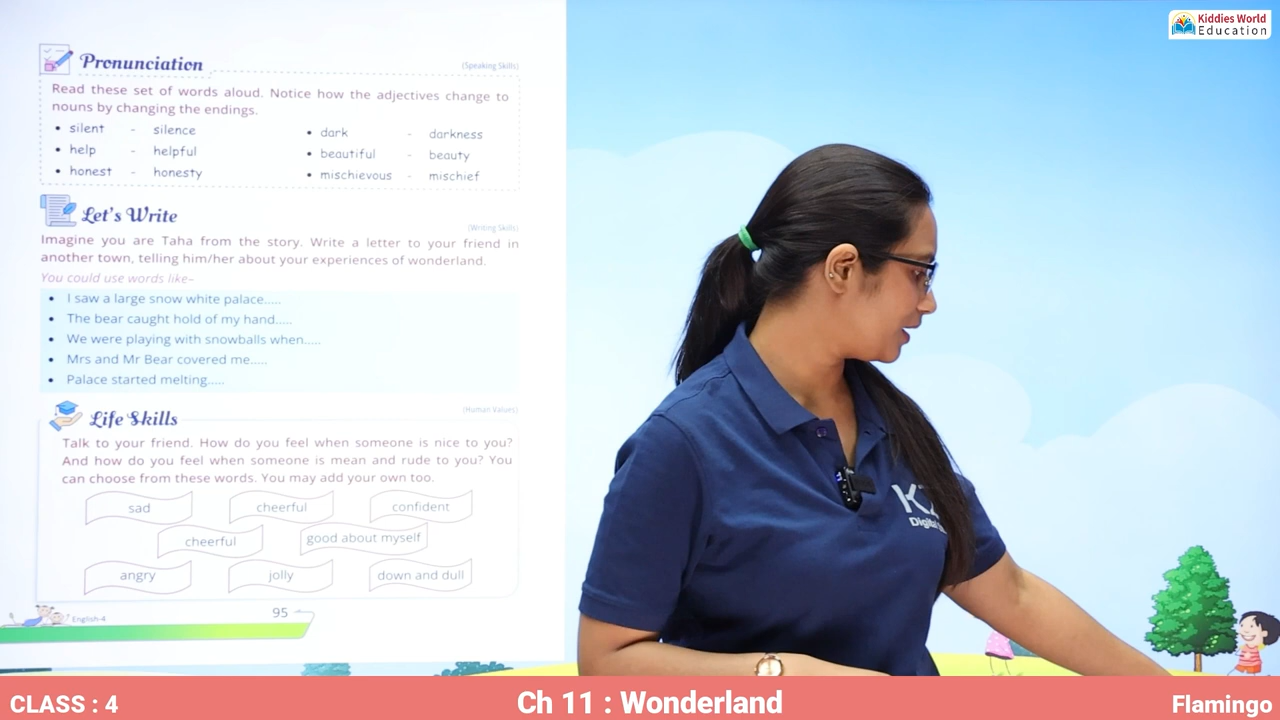 Kiddies World
Education
Pronunciation
(Speaking Skills)
Read these set of words aloud. Notice how the adjectives change to
nouns by changing the endings.
• silent - silence
• dark - darkness
• help - helpful
• beautiful - beauty
• honest - honesty
• mischievous - mischief
Let's Write
(Writing Skills)
Imagine you are Taha from the story. Write a letter to your friend in
another town, telling him/her about your experiences of wonderland.
You could use words like–
• I saw a large snow white palace.....
• The bear caught hold of my hand.....
• We were playing with snowballs when.....
• Mrs and Mr Bear covered me.....
• Palace started melting.....
Life Skills
(Human Values)
Talk to your friend. How do you feel when someone is nice to you?
And how do you feel when someone is mean and rude to you? You
can choose from these words. You may add your own too.
sad cheerful confident
cheerful good about myself
angry jolly down and dull
English-4
95
Digital
CLASS : 4
Ch 11 : Wonderland
Flamingo